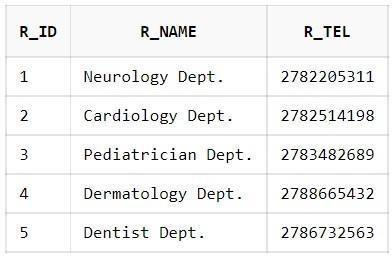 R_ID R_NAME R_TEL
1 Neurology Dept. 2782205311
2 Cardiology Dept. 2782514198
3 Pediatrician Dept. 2783482689
4 Dermatology Dept. 2788665432
5 Dentist Dept. 2786732563